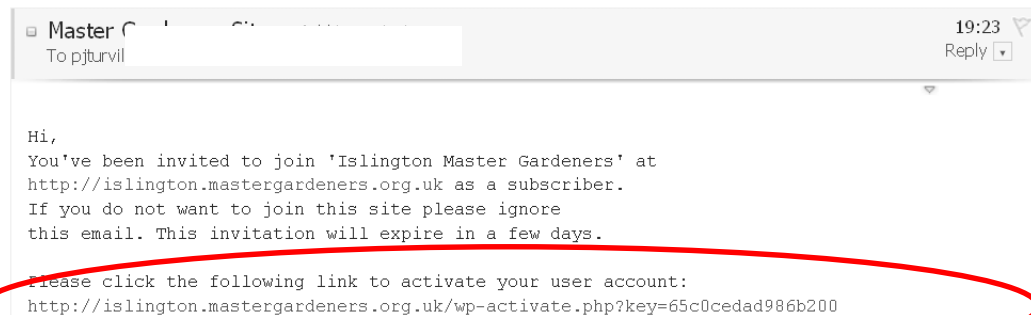 Master
19:23
To pjturvil
Reply
Hi,
You've been invited to join 'Islington Master Gardeners' at
http://islington.mastergardeners.org.uk as a subscriber.
If you do not want to join this site please ignore
this email. This invitation will expire in a few days.
Please click the following link to activate your user account:
http://islington.mastergardeners.org.uk/wp-activate.php?key=65c0cedad986b200